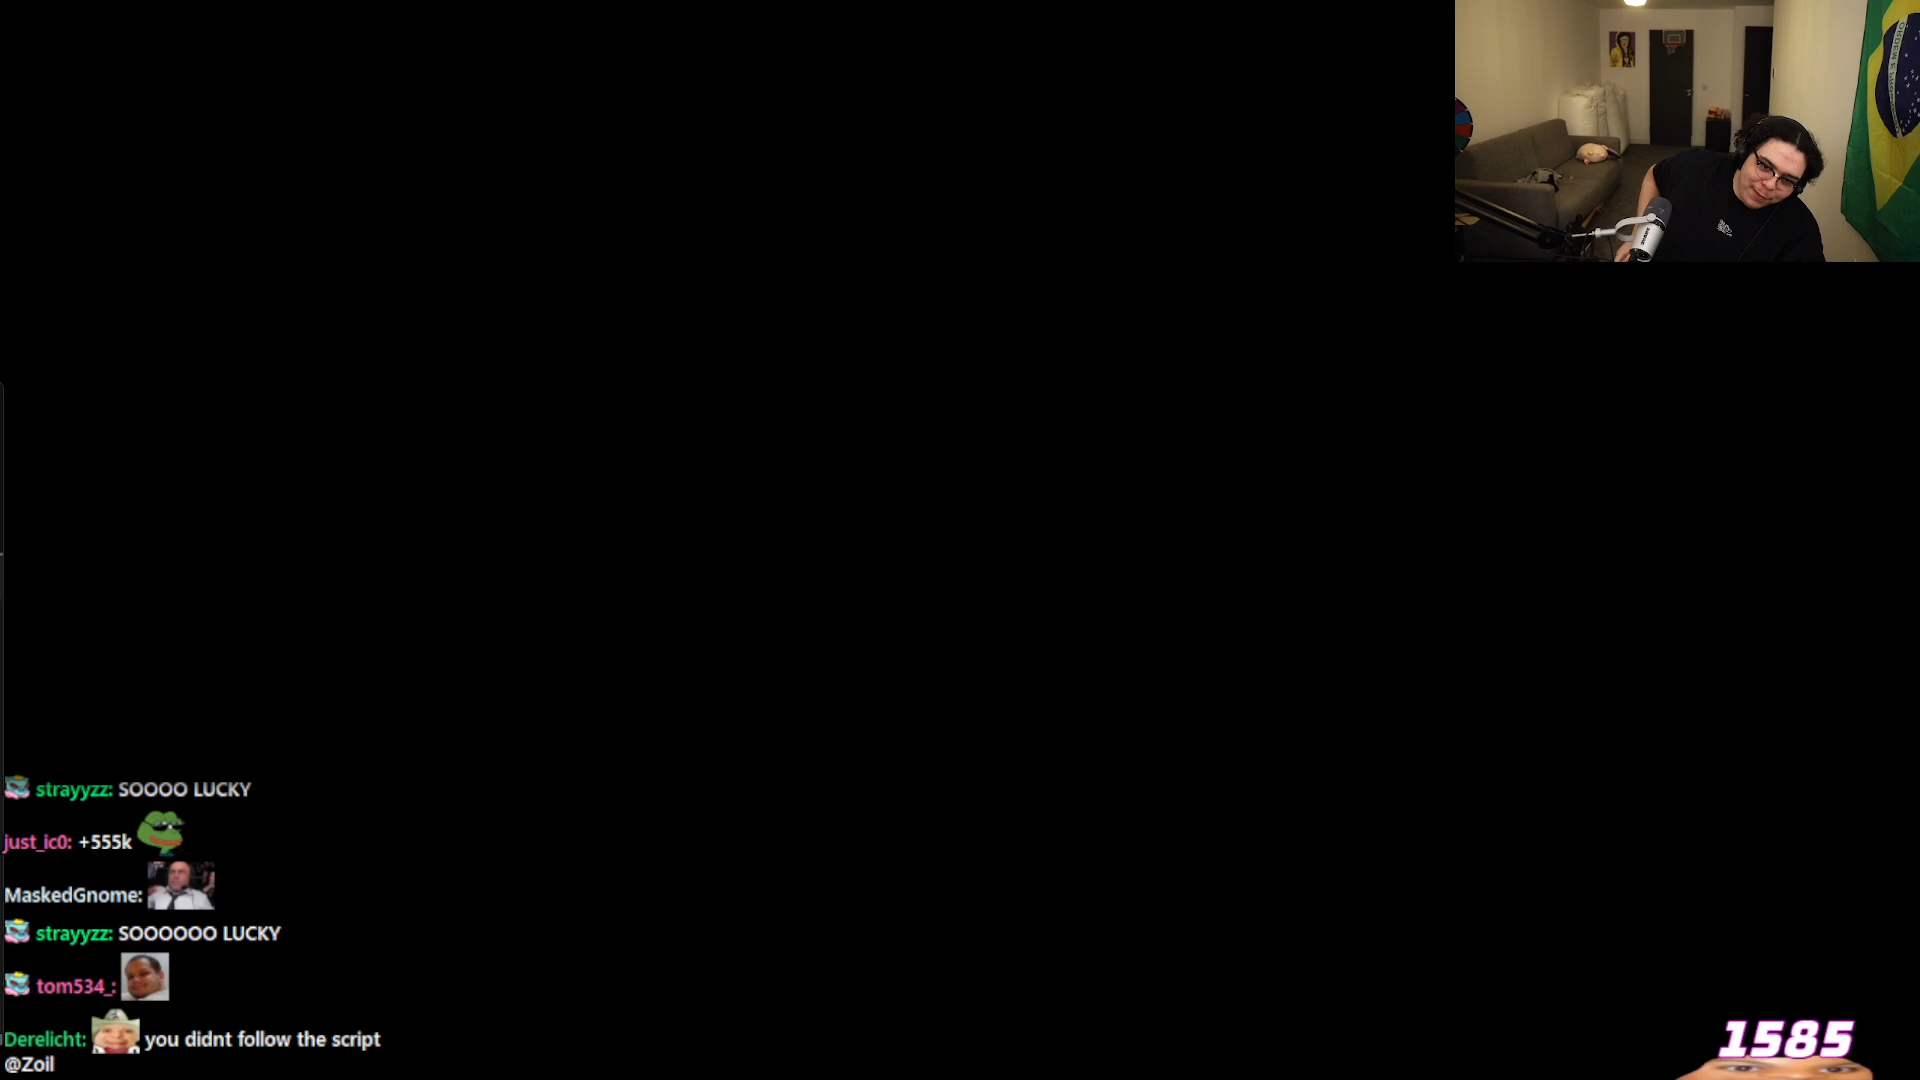 strayyzz: SOOOO LUCKY
just_ic0: +555k
MaskedGnome:
strayyzz: SOOOOOO LUCKY
tom534_:
Derelicht: you didnt follow the script
@Zoil
1585